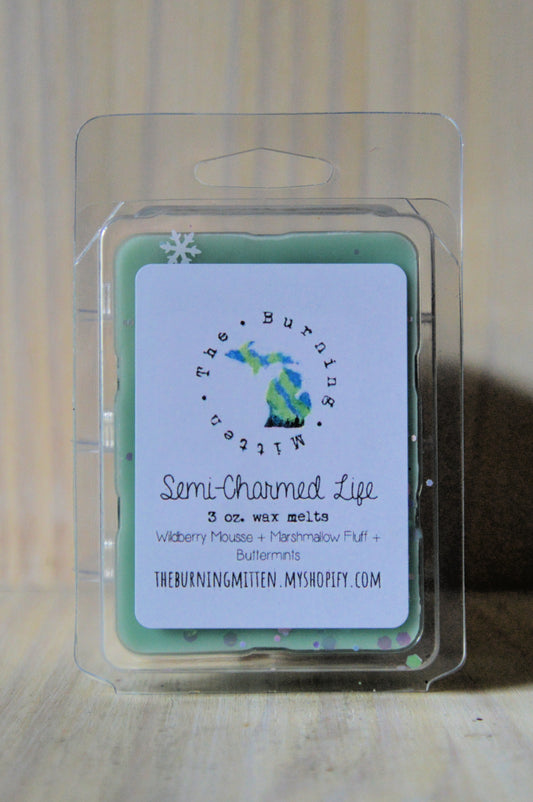 The • Burning • Mitten •
Semi-Charmed Life
3 oz. wax melts
Wildberry Mousse + Marshmallow Fluff +
Buttermints
THEBURNINGMITTEN.MYSHOPIFY.COM